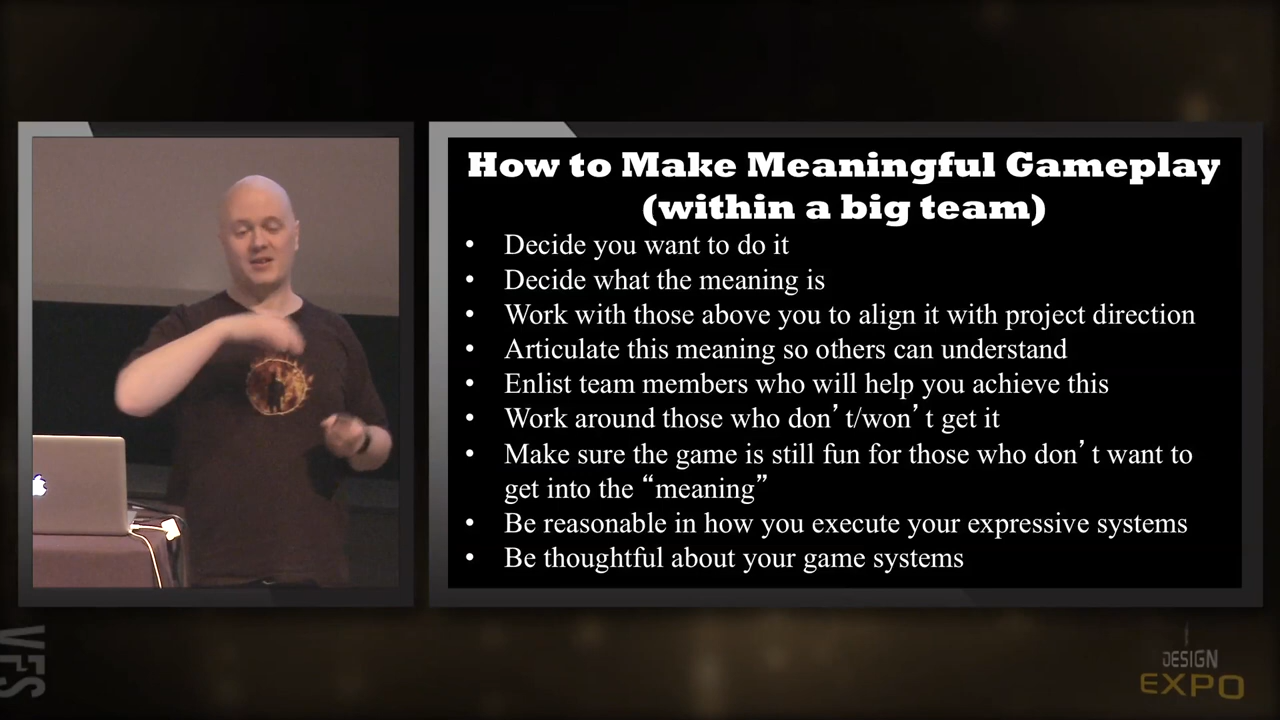 How to Make Meaningful Gameplay
(within a big team)
• Decide you want to do it
• Decide what the meaning is
• Work with those above you to align it with project direction
• Articulate this meaning so others can understand
• Enlist team members who will help you achieve this
• Work around those who don’t/won’t get it
• Make sure the game is still fun for those who don’t want to
get into the “meaning”
• Be reasonable in how you execute your expressive systems
• Be thoughtful about your game systems
VFS
DESIGN
EXPO